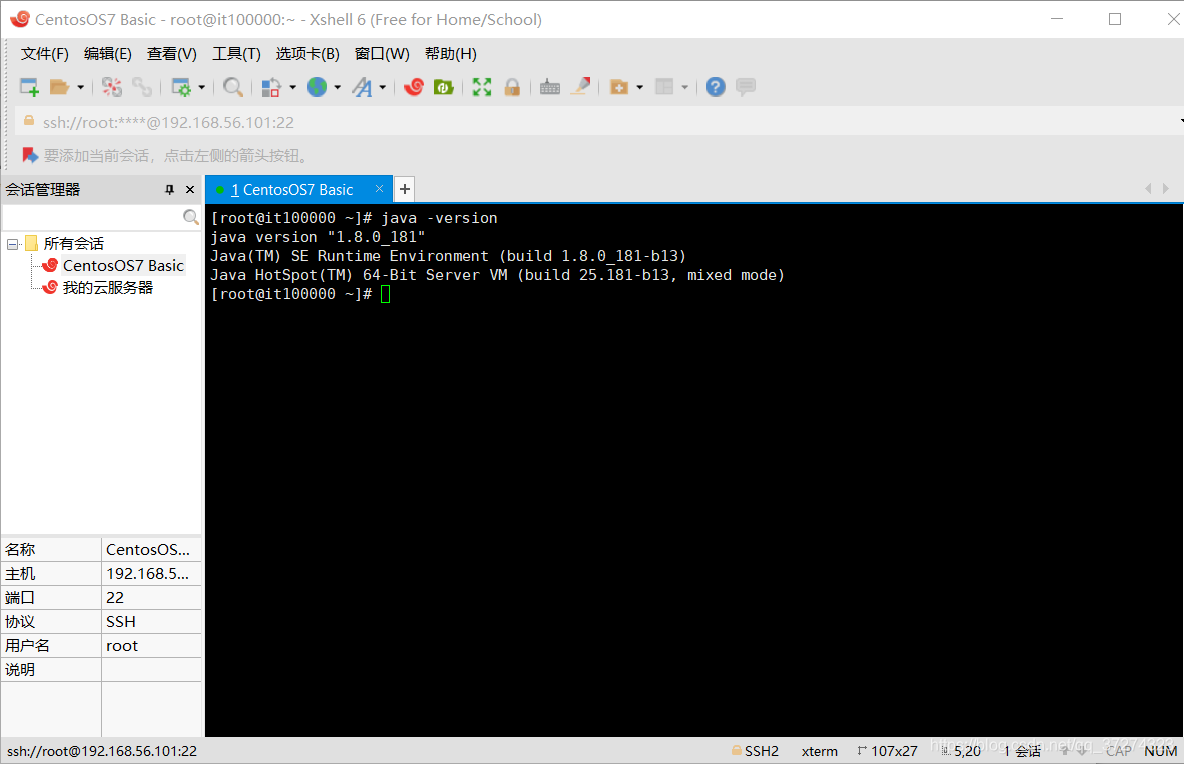 CentosOS7 Basic - root@it100000:~ - Xshell 6 (Free for Home/School)
文件(F) 编辑(E) 查看(V) 工具(T) 选项卡(B) 窗口(W) 帮助(H)
ssh://root:****@192.168.56.101:22
要添加当前会话，点击左侧的箭头按钮。
会话管理器
1 CentosOS7 Basic
所有会话
CentosOS7 Basic
我的云服务器
[root@it100000 ~]# java -version
java version "1.8.0_181"
Java(TM) SE Runtime Environment (build 1.8.0_181-b13)
Java HotSpot(TM) 64-Bit Server VM (build 25.181-b13, mixed mode)
[root@it100000 ~]#
名称 CentosOS...
主机 192.168.5...
端口 22
协议 SSH
用户名 root
说明
ssh://root@192.168.56.101:22 SSH2 xterm 107x27 5,20 1 会话 CAP NUM